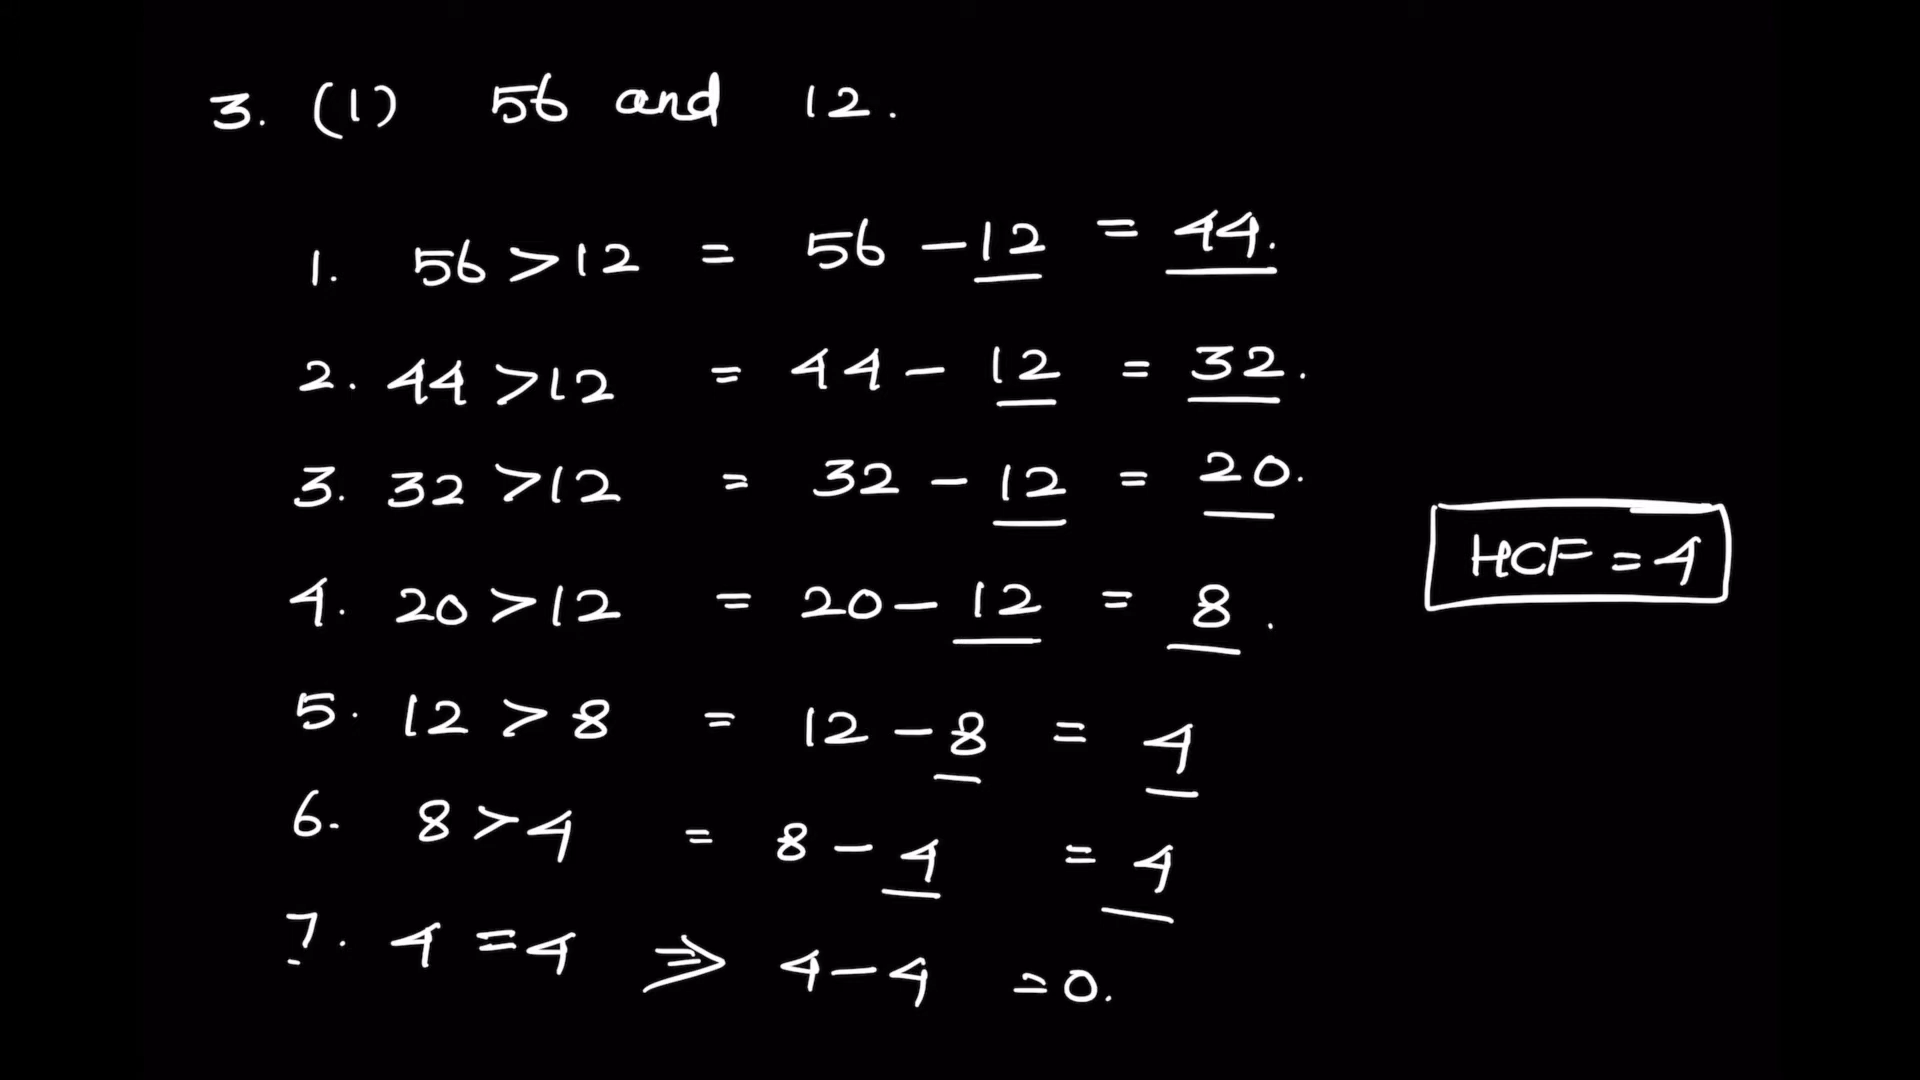 3. (1) 56 and 12.
1. 56 > 12 = 56 - 12 = 44.
2. 44 > 12 = 44 - 12 = 32.
3. 32 > 12 = 32 - 12 = 20.
HCF = 4
4. 20 > 12 = 20 - 12 = 8.
5. 12 > 8 = 12 - 8 = 4
6. 8 > 4 = 8 - 4 = 4
7. 4 = 4 ⇒ 4 - 4 = 0.